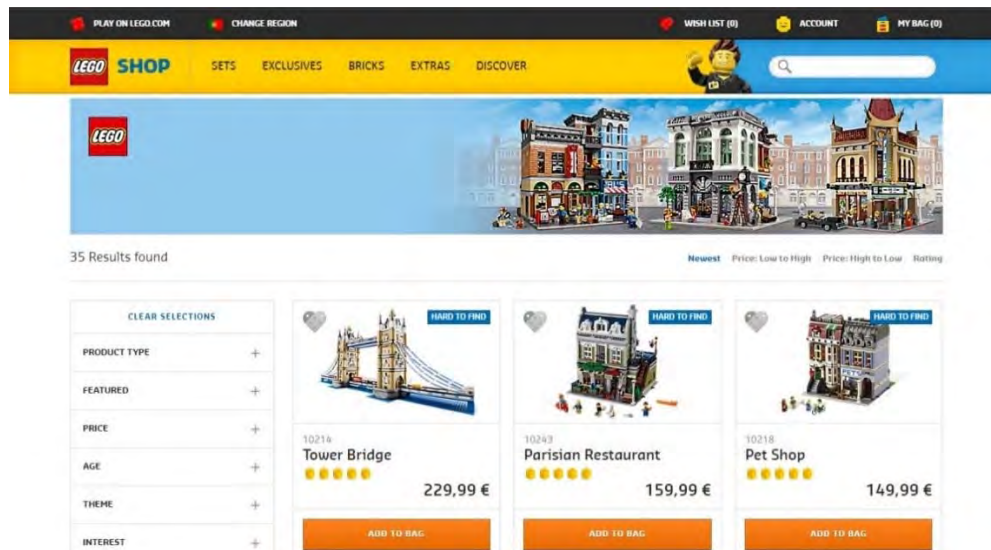 PLAY ON LEGO.COM CHANGE REGION WISH LIST (0) ACCOUNT MY BAG (0)
LEGO SHOP SETS EXCLUSIVES BRICKS EXTRAS DISCOVER
LEGO
35 Results found
Newest Price: Low to High Price: High to Low Rating
CLEAR SELECTIONS
PRODUCT TYPE +
FEATURED +
PRICE +
AGE +
THEME +
INTEREST +
HARD TO FIND
10214
Tower Bridge
229,99 €
ADD TO BAG
HARD TO FIND
10243
Parisian Restaurant
159,99 €
ADD TO BAG
HARD TO FIND
PET S
10218
Pet Shop
149,99 €
ADD TO BAG